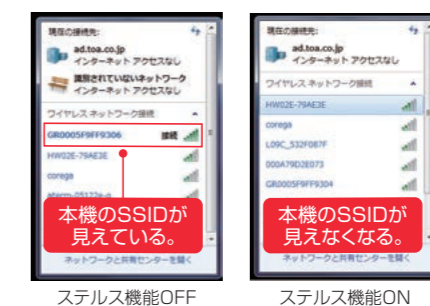 現在の接続先:
ad.toa.co.jp
インターネット アクセスなし
識別されていないネットワーク
インターネット アクセスなし
ワイヤレス ネットワーク接続
GR0005F9FF9306 接続
HW02E-79AE3E
corega
aterm-05122e-g
本機のSSIDが
見えている。
ネットワークと共有センターを開く
ステルス機能OFF
現在の接続先:
ad.toa.co.jp
インターネット アクセスなし
ワイヤレス ネットワーク接続
HW02E-79AE3E
corega
L09C_S32F087F
000A79D2E073
GR0005F9FF9304
本機のSSIDが
見えなくなる。
ネットワークと共有センターを開く
ステルス機能ON